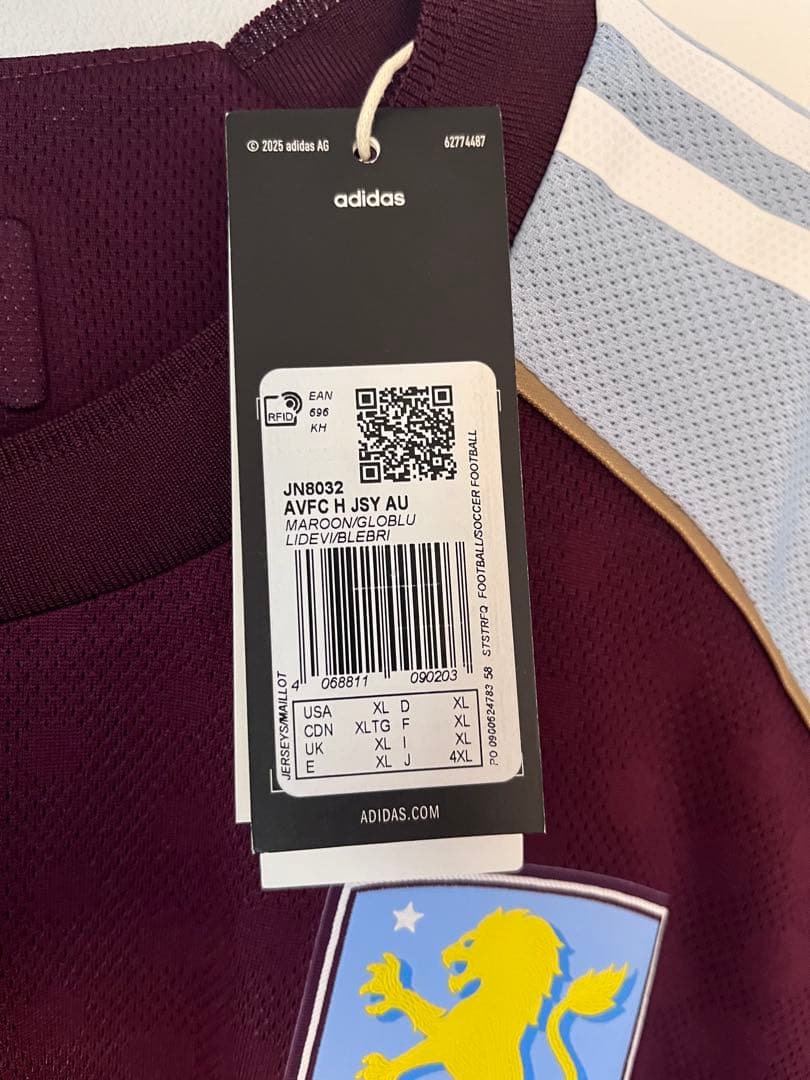 © 2025 adidas AG
62774487
adidas
RFID
EAN
696
KH
JN8032
AVFC H JSY AU
MAROON/GLOBLU
LIDEVI/BLEBRI
4 068811 090203
JERSEYS/MAILLOT
PO 0900624783 58 STSTRFQ FOOTBALL/SOCCER FOOTBALL
USA XL D XL
CDN XLTG F XL
UK XL I XL
E XL J 4XL
ADIDAS.COM